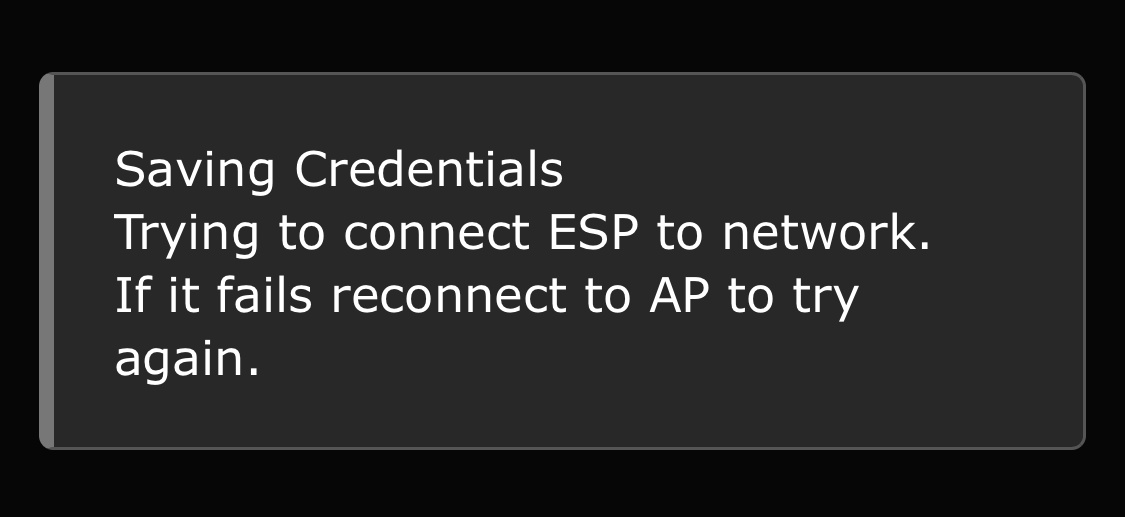 Saving Credentials
Trying to connect ESP to network.
If it fails reconnect to AP to try
again.